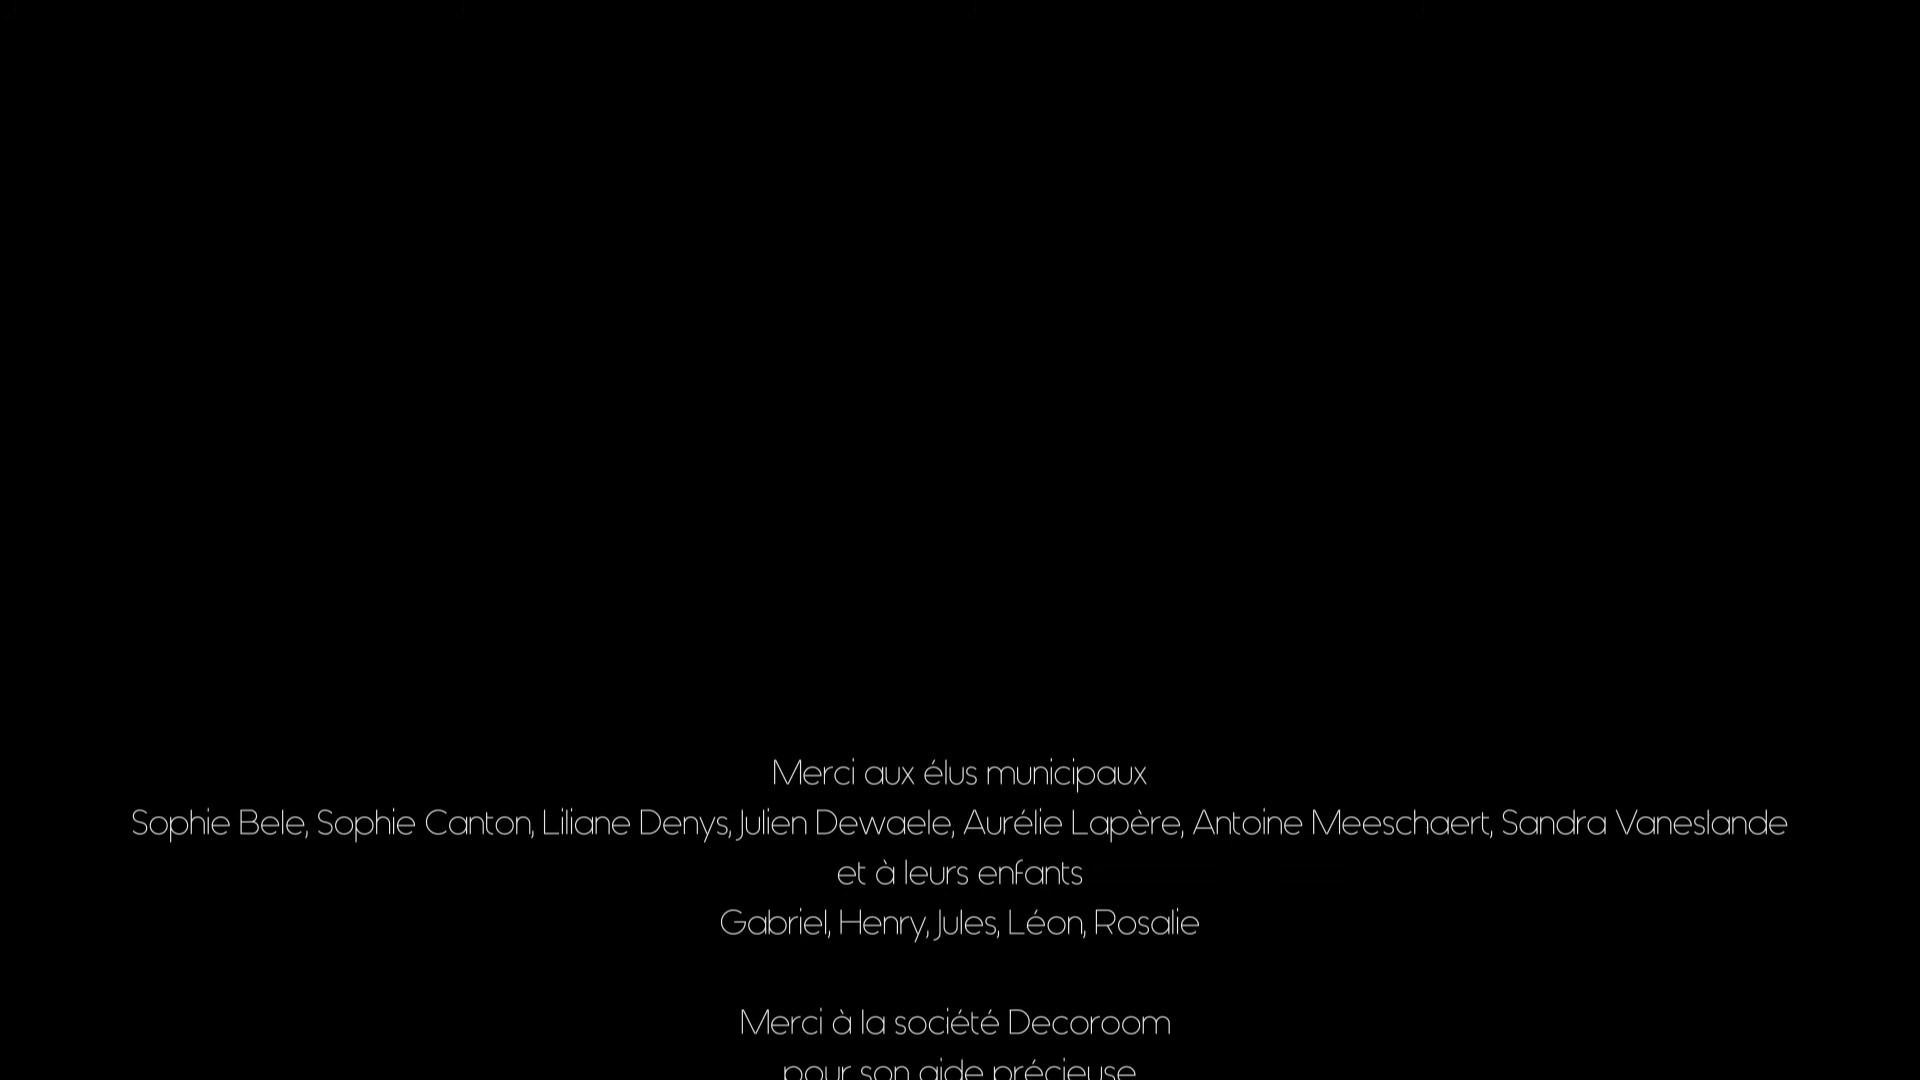 Merci aux élus municipaux
Sophie Bele, Sophie Canton, Liliane Denys, Julien Dewaele, Aurélie Lapère, Antoine Meeschaert, Sandra Vaneslande
et à leurs enfants
Gabriel, Henry, Jules, Léon, Rosalie
Merci à la société Decoroom
pour son aide précieuse